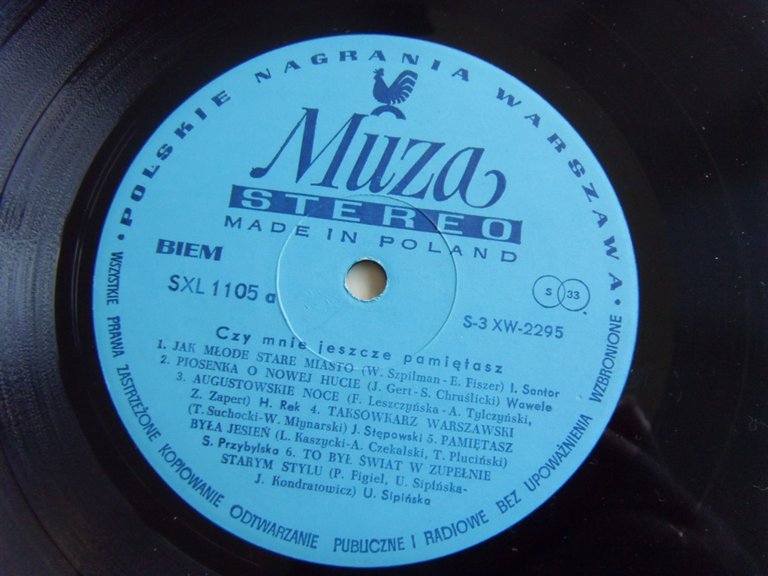 • POLSKIE NAGRANIA WARSZAWA •
Muza
STEREO
MADE IN POLAND
BIEM
SXL 1105 a
S 33
S-3 XW-2295
Czy mnie jeszcze pamiętasz
1. JAK MŁODE STARE MIASTO (W. Szpilman - E. Fiszer) I. Santor
2. PIOSENKA O NOWEJ HUCIE (J. Gert - S. Chruślicki) Wawele
3. AUGUSTOWSKIE NOCE (F. Leszczyńska - A. Tylczyński,
Z. Zapert) H. Rek 4. TAKSÓWKARZ WARSZAWSKI
(T. Suchocki-W. Młynarski) J. Stępowski 5. PAMIĘTASZ
BYŁA JESIEŃ (L. Kaszycki-A. Czekalski, T. Pluciński)
S. Przybylska 6. TO BYŁ ŚWIAT W ZUPEŁNIE
STARYM STYLU (P. Figiel, U. Sipińska-
J. Kondratowicz) U. Sipińska
WSZYSTKIE PRAWA ZASTRZEŻONE KOPIOWANIE ODTWARZANIE PUBLICZNE I RADIOWE BEZ UPOWAŻNIENIA WZBRONIONE